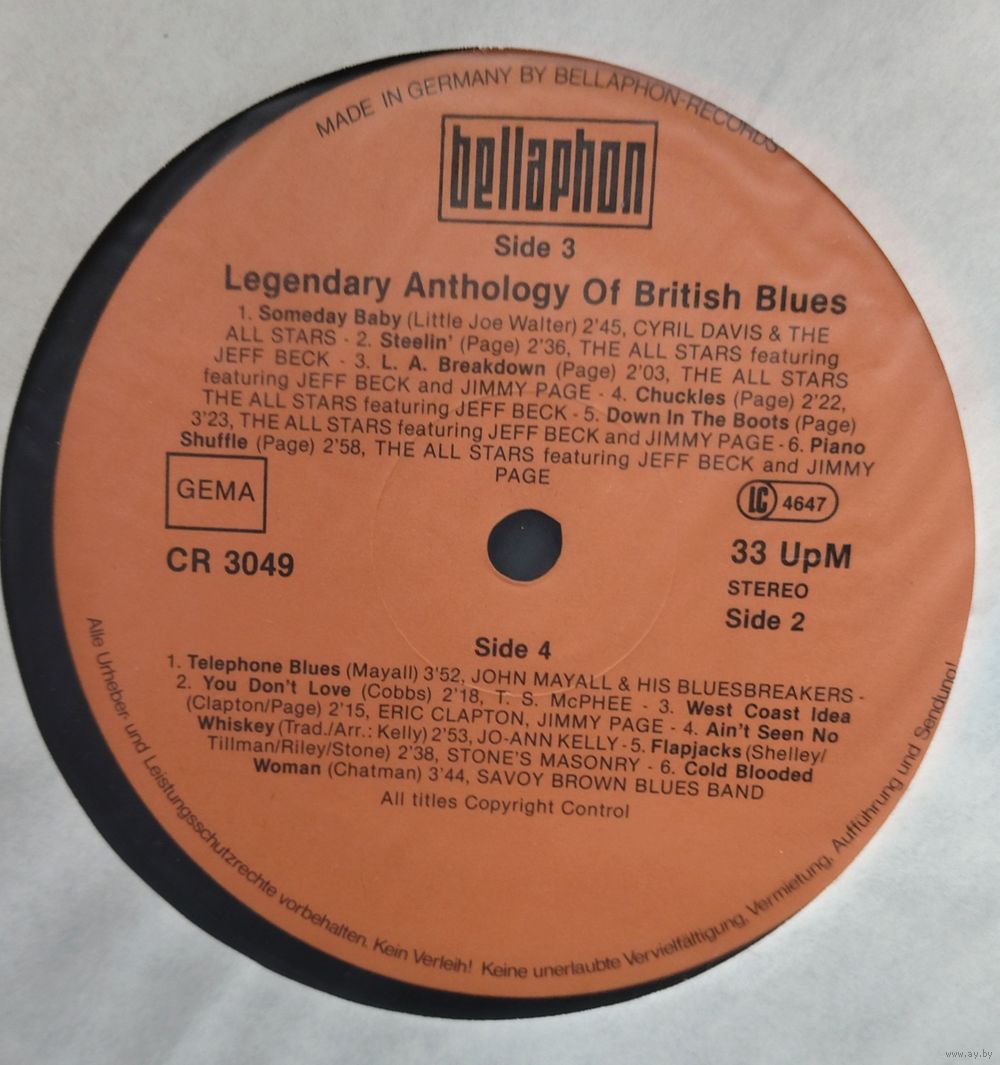 MADE IN GERMANY BY BELLAPHON-RECORDS
bellaphon
Side 3
Legendary Anthology Of British Blues
1. Someday Baby (Little Joe Walter) 2'45, CYRIL DAVIS & THE
ALL STARS - 2. Steelin' (Page) 2'36, THE ALL STARS featuring
JEFF BECK - 3. L. A. Breakdown (Page) 2'03, THE ALL STARS
featuring JEFF BECK and JIMMY PAGE - 4. Chuckles (Page) 2'22,
THE ALL STARS featuring JEFF BECK - 5. Down In The Boots (Page)
3'23, THE ALL STARS featuring JEFF BECK and JIMMY PAGE - 6. Piano
Shuffle (Page) 2'58, THE ALL STARS featuring JEFF BECK and JIMMY
PAGE
GEMA
LC 4647
CR 3049
33 UpM
STEREO
Side 2
Side 4
1. Telephone Blues (Mayall) 3'52, JOHN MAYALL & HIS BLUESBREAKERS -
2. You Don't Love (Cobbs) 2'18, T. S. McPHEE - 3. West Coast Idea
(Clapton/Page) 2'15, ERIC CLAPTON, JIMMY PAGE - 4. Ain't Seen No
Whiskey (Trad./Arr.: Kelly) 2'53, JO-ANN KELLY - 5. Flapjacks (Shelley/
Tillman/Riley/Stone) 2'38, STONE'S MASONRY - 6. Cold Blooded
Woman (Chatman) 3'44, SAVOY BROWN BLUES BAND
All titles Copyright Control
Alle Urheber- und Leistungsschutzrechte vorbehalten. Kein Verleih! Keine unerlaubte Vervielfältigung, Vermietung, Aufführung und Sendung!
www.ay.by